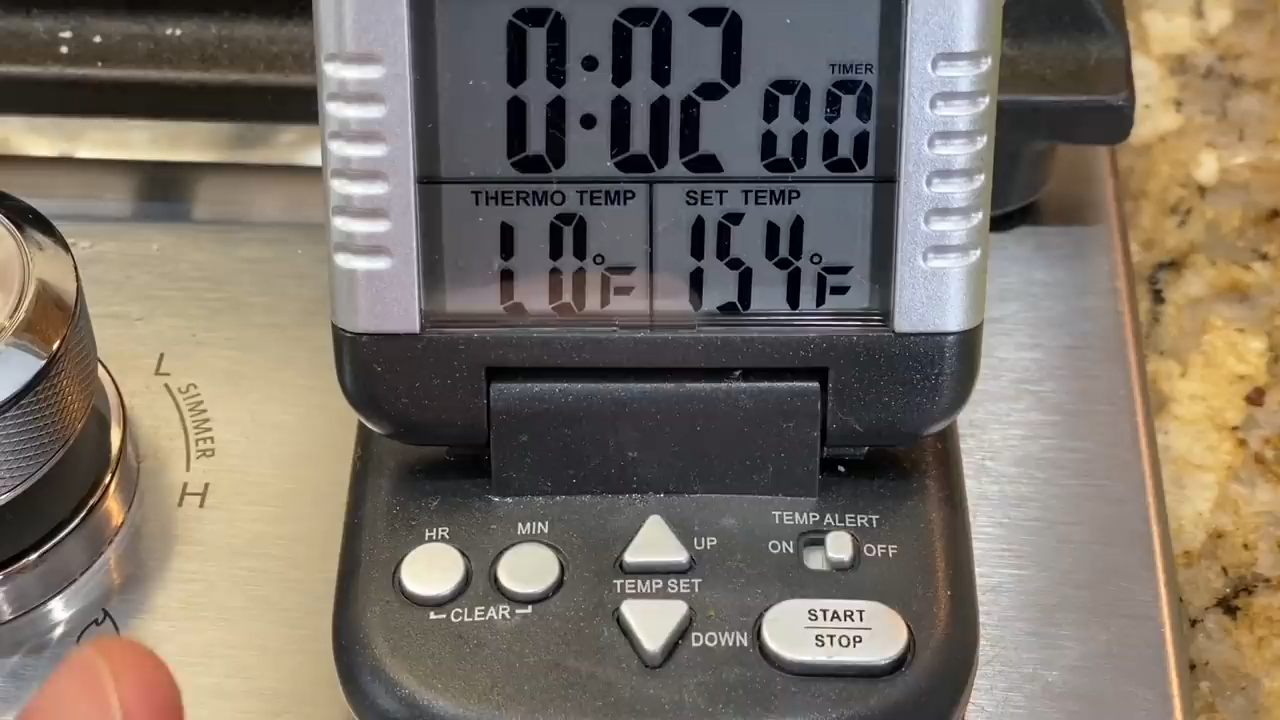 0:02 00
TIMER
THERMO TEMP
SET TEMP
L0°F
154°F
L
SIMMER
H
HR
MIN
UP
TEMP SET
DOWN
CLEAR
TEMP ALERT
ON
OFF
START
STOP